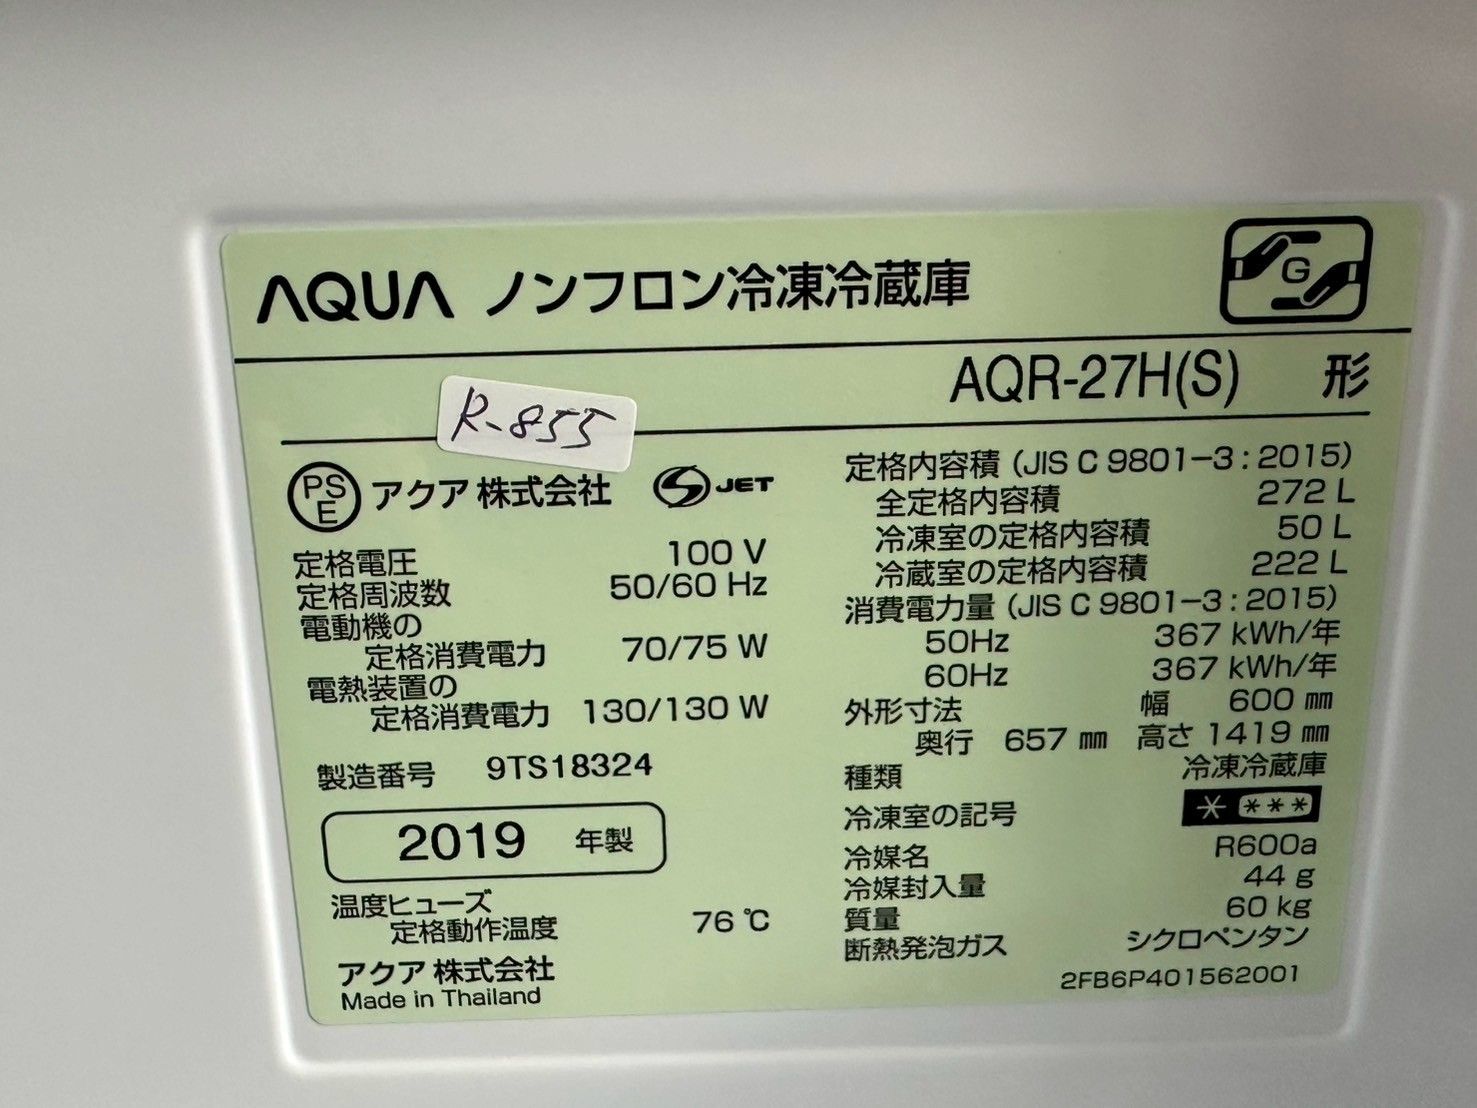 AQUA ノンフロン冷凍冷蔵庫
G
AQR-27H(S) 形
R-855
PS
E
アクア 株式会社
S JET
定格電圧 100 V
定格周波数 50/60 Hz
電動機の
定格消費電力 70/75 W
電熱装置の
定格消費電力 130/130 W
製造番号 9TS18324
2019 年製
温度ヒューズ
定格動作温度 76 ℃
アクア 株式会社
Made in Thailand
定格内容積 (JIS C 9801-3:2015)
全定格内容積 272 L
冷凍室の定格内容積 50 L
冷蔵室の定格内容積 222 L
消費電力量 (JIS C 9801-3:2015)
50Hz 367 kWh/年
60Hz 367 kWh/年
外形寸法 幅 600 ㎜
奥行 657 ㎜ 高さ 1419 ㎜
種類 冷凍冷蔵庫
冷凍室の記号 * ***
冷媒名 R600a
冷媒封入量 44 g
質量 60 kg
断熱発泡ガス シクロペンタン
2FB6P401562001